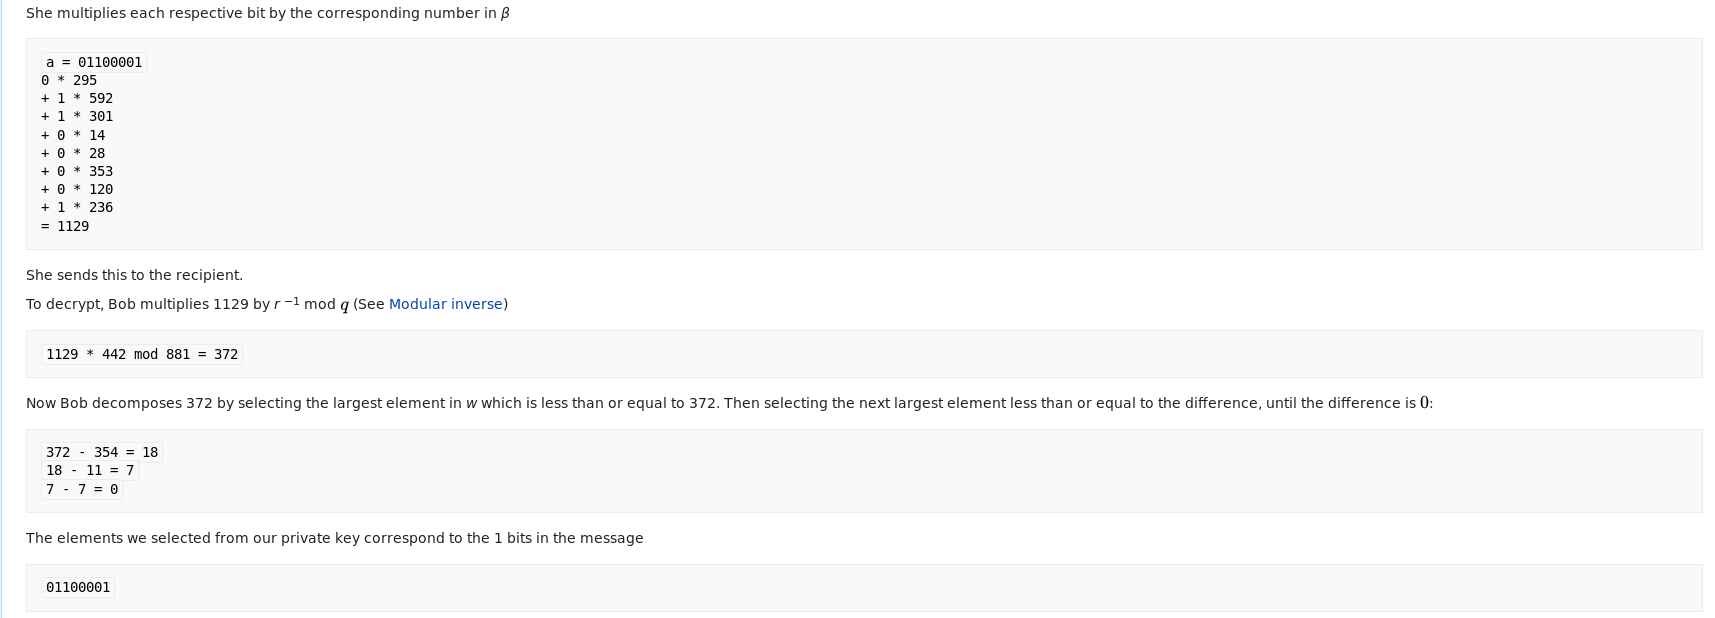 She multiplies each respective bit by the corresponding number in β
a = 01100001
0 * 295
+ 1 * 592
+ 1 * 301
+ 0 * 14
+ 0 * 28
+ 0 * 353
+ 0 * 120
+ 1 * 236
= 1129
She sends this to the recipient.
To decrypt, Bob multiplies 1129 by r⁻¹ mod q (See Modular inverse)
1129 * 442 mod 881 = 372
Now Bob decomposes 372 by selecting the largest element in w which is less than or equal to 372. Then selecting the next largest element less than or equal to the difference, until the difference is 0:
372 - 354 = 18
18 - 11 = 7
7 - 7 = 0
The elements we selected from our private key correspond to the 1 bits in the message
01100001